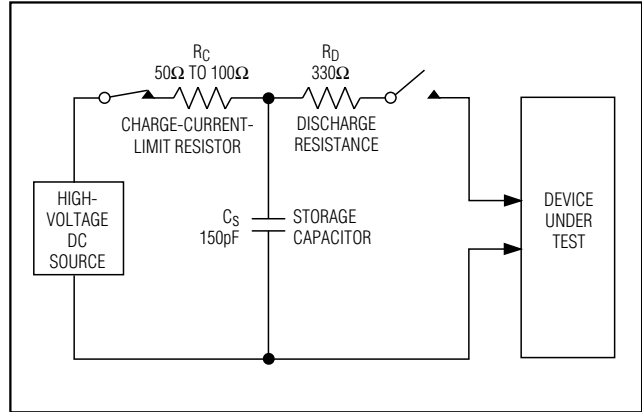 R_C
50Ω TO 100Ω
CHARGE-CURRENT-
LIMIT RESISTOR
R_D
330Ω
DISCHARGE
RESISTANCE
HIGH-
VOLTAGE
DC
SOURCE
C_S
150pF
STORAGE
CAPACITOR
DEVICE
UNDER
TEST